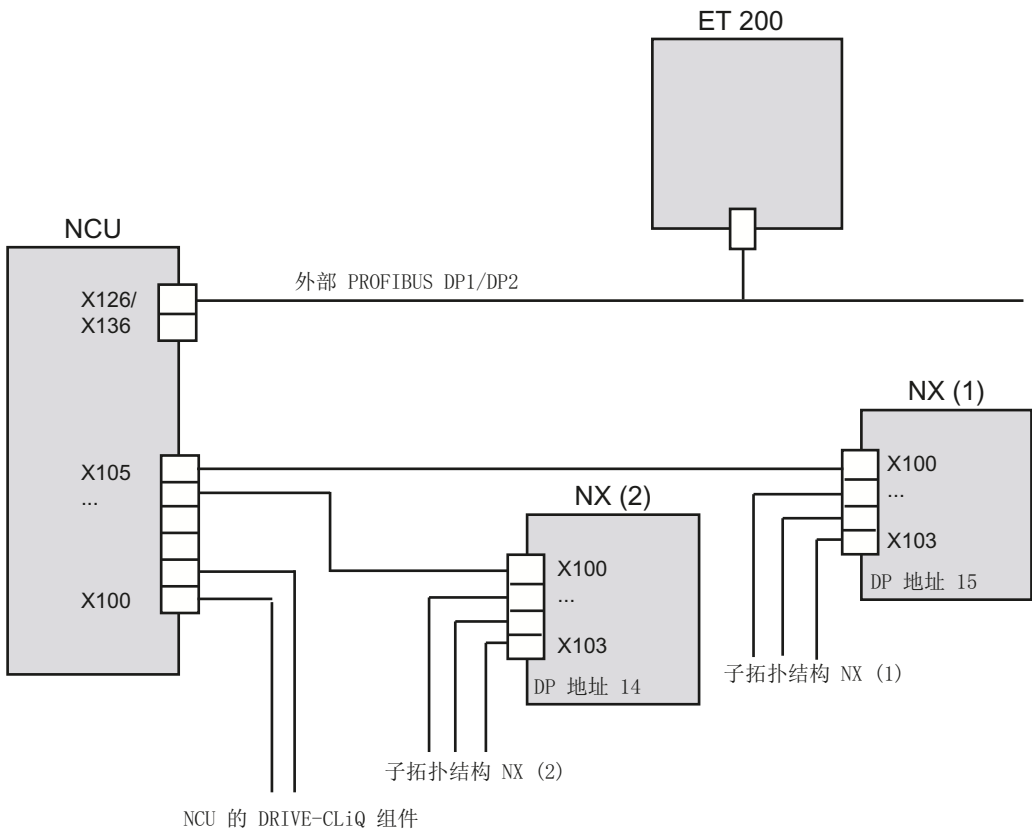 ET 200
NCU
外部 PROFIBUS DP1/DP2
X126/
X136
NX (1)
X105
...
X100
...
X103
DP 地址 15
NX (2)
X100
X100
...
X103
DP 地址 14
子拓扑结构 NX (1)
子拓扑结构 NX (2)
NCU 的 DRIVE-CLiQ 组件